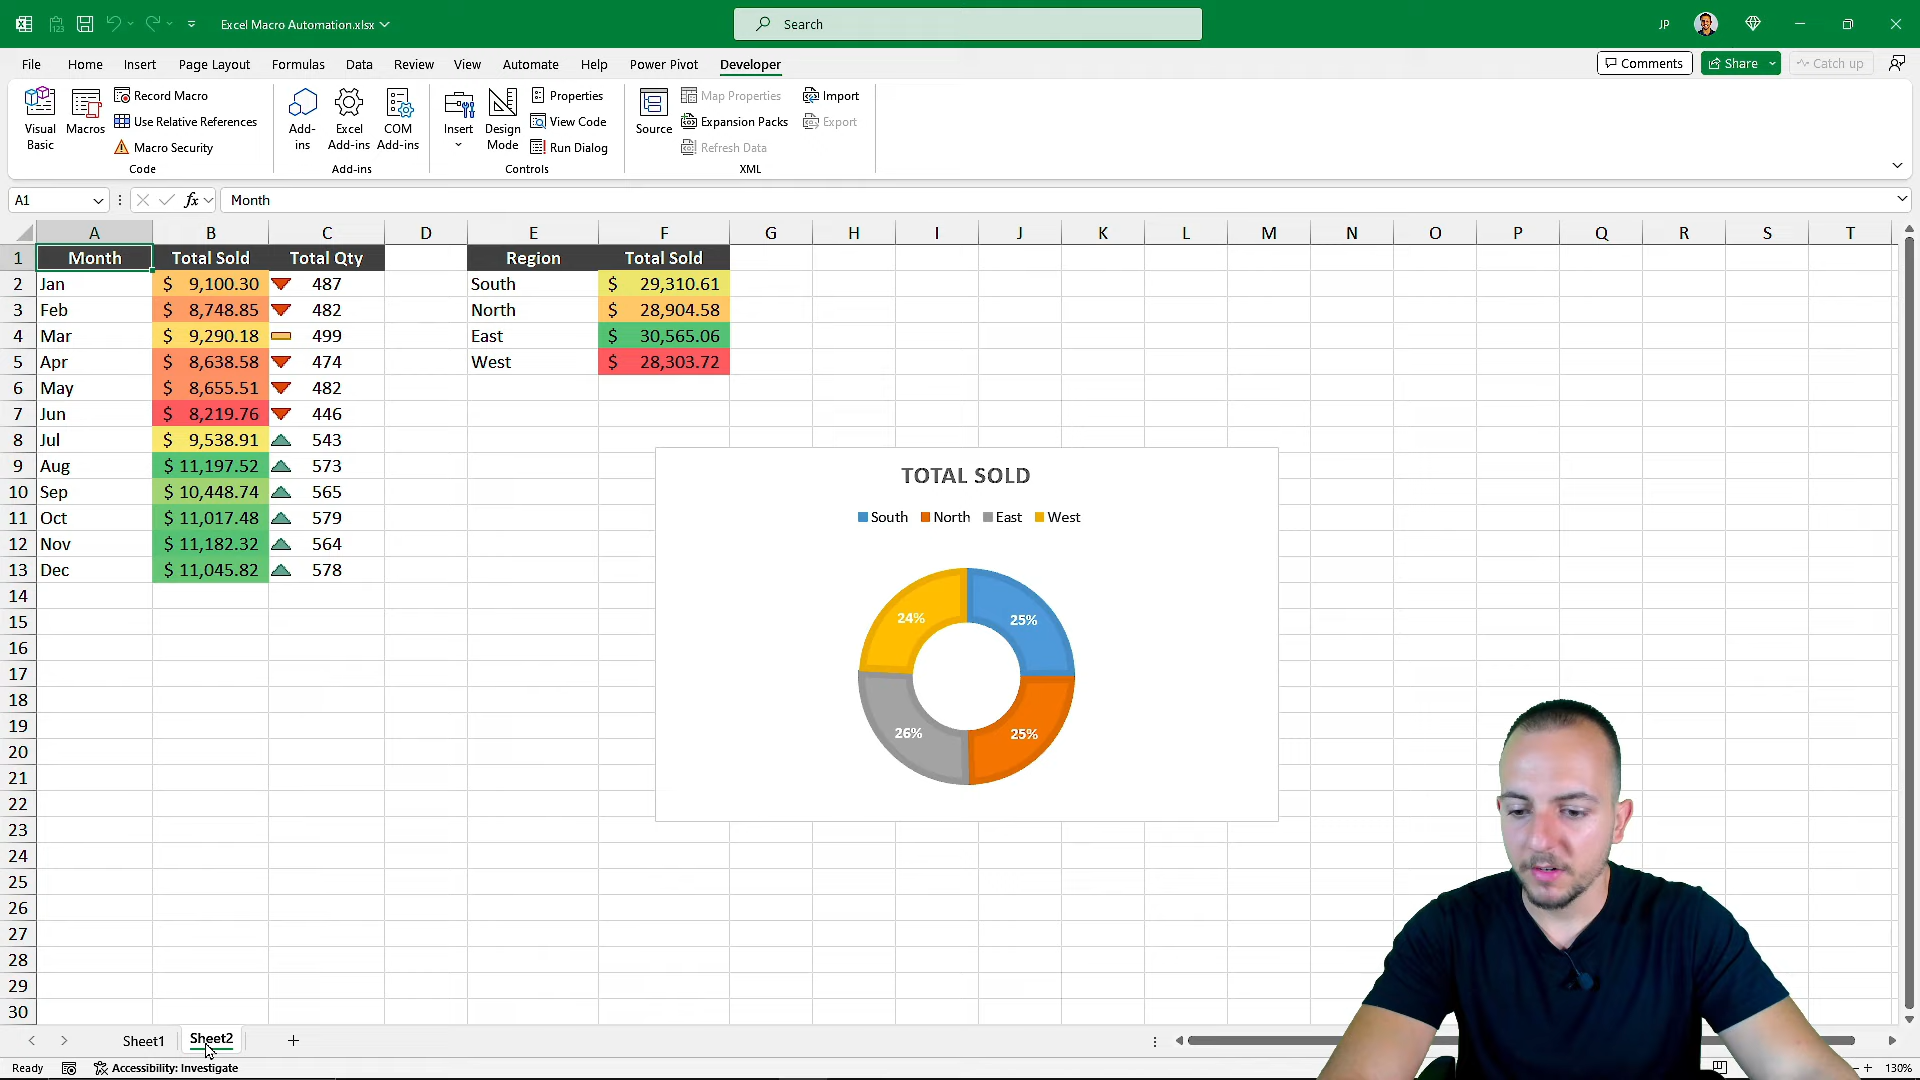 Excel Macro Automation.xlsx
Search
JP
File Home Insert Page Layout Formulas Data Review View Automate Help Power Pivot Developer
Comments Share Catch up
Visual Basic
Macros
Record Macro
Use Relative References
Macro Security
Code
Add-ins
Excel Add-ins
COM Add-ins
Add-ins
Insert
Design Mode
Properties
View Code
Run Dialog
Controls
Source
Map Properties
Expansion Packs
Refresh Data
Import
Export
XML
A1 fx Month
A B C D E F G H I J K L M N O P Q R S T
1 Month Total Sold Total Qty Region Total Sold
2 Jan $ 9,100.30 487 South $ 29,310.61
3 Feb $ 8,748.85 482 North $ 28,904.58
4 Mar $ 9,290.18 499 East $ 30,565.06
5 Apr $ 8,638.58 474 West $ 28,303.72
6 May $ 8,655.51 482
7 Jun $ 8,219.76 446
8 Jul $ 9,538.91 543
9 Aug $ 11,197.52 573
10 Sep $ 10,448.74 565
11 Oct $ 11,017.48 579
12 Nov $ 11,182.32 564
13 Dec $ 11,045.82 578
14
15
16
17
18
19
20
21
22
23
24
25
26
27
28
29
30
TOTAL SOLD
South North East West
24% 25%
26% 25%
Sheet1 Sheet2
Ready Accessibility: Investigate 130%